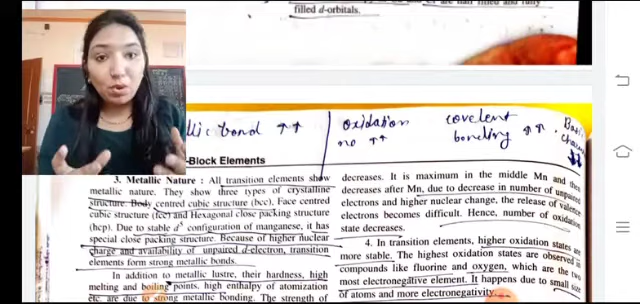 filled d-orbitals.
llic bond ↑↑
oxidation
no ↑↑
covelent
bonding ↑↑
-Block Elements
3. Metallic Nature : All transition elements show
metallic nature. They show three types of crystalline
structure. Body centred cubic structure (bcc). Face centred
cubic structure (fcc) and Hexagonal close packing structure
(hcp). Due to stable d⁵ configuration of manganese, it has
special close packing structure. Because of higher nuclear
charge and availability of unpaired d-electron, transition
elements form strong metallic bonds.
In addition to metallic lustre, their hardness, high
melting and boiling points, high enthalpy of atomization
etc. are due to strong metallic bonding. The strength of
decreases. It is maximum in the middle Mn and then
decreases after Mn, due to decrease in number of unpaired
electrons and higher nuclear change, the release of valence
electrons becomes difficult. Hence, number of oxidation
state decreases.
4. In transition elements, higher oxidation states are
more stable. The highest oxidation states are observed in
compounds like fluorine and oxygen, which are the two
most electronegative element. It happens due to small size
of atoms and more electronegativity.